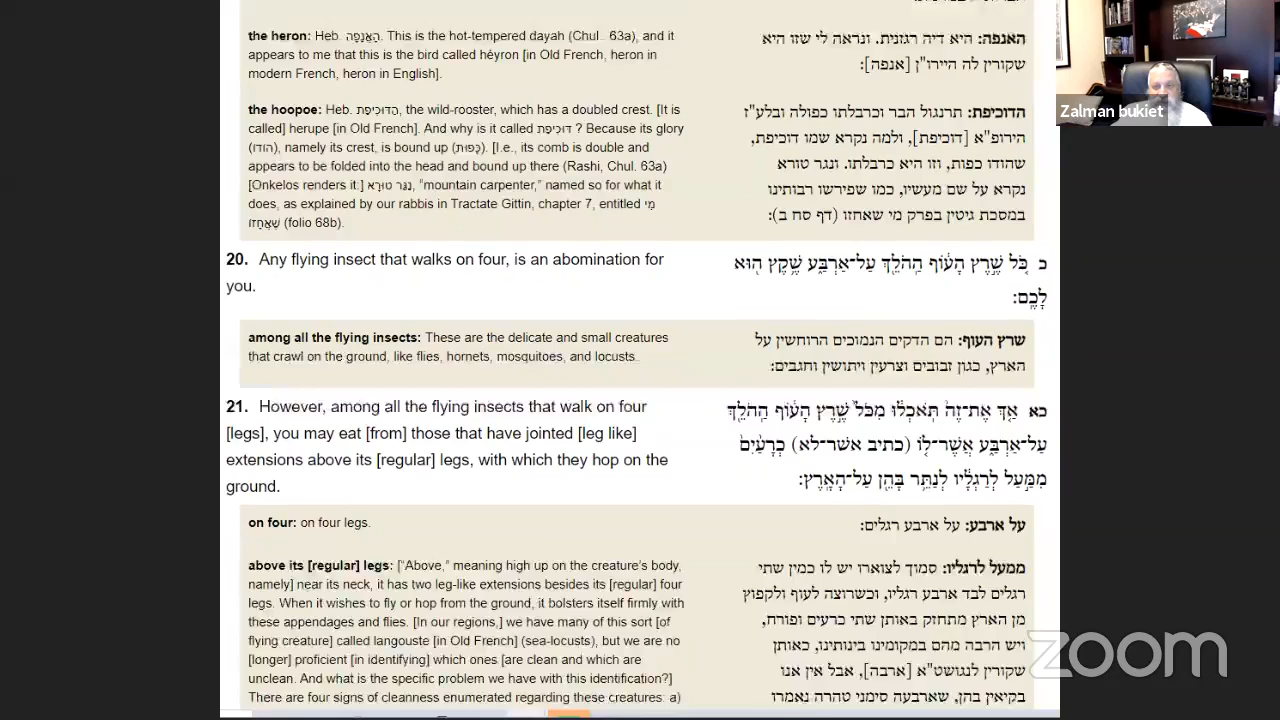 the heron: Heb. הָאֲנָפָה. This is the hot-tempered dayah (Chul. 63a), and it
appears to me that this is the bird called héyron [in Old French, heron in
modern French, heron in English].
האנפה: היא דיה רגזנית. ונראה לי שזו היא
שקורין לה היירו"ן [אנפה]:
the hoopoe: Heb. הַדּוּכִיפַת, the wild-rooster, which has a doubled crest. [It is
called] herupe [in Old French]. And why is it called דּוּכִיפַת ? Because its glory
(הוֹדוֹ), namely its crest, is bound up (כָּפוּת). [I.e., its comb is double and
appears to be folded into the head and bound up there (Rashi, Chul. 63a)
[Onkelos renders it:] נַגַּר טוּרָא, "mountain carpenter," named so for what it
does, as explained by our rabbis in Tractate Gittin, chapter 7, entitled מִי
שֶׁאֲחָזוֹ (folio 68b).
הדוכיפת: תרנגול הבר וכרבלתו כפולה ובלע"ז
הירופ"א [דוכיפת], ולמה נקרא שמו דוכיפת,
שהודו כפות, וזו היא כרבלתו. ונגר טורא
נקרא על שם מעשיו, כמו שפירשו רבותינו
במסכת גיטין בפרק מי שאחזו (דף סח ב):
20. Any flying insect that walks on four, is an abomination for
you.
כ כֹּ֚ל שֶׁ֣רֶץ הָע֔וֹף הַהֹלֵ֖ךְ עַל־אַרְבַּ֑ע שֶׁ֥קֶץ ה֖וּא
לָכֶֽם:
among all the flying insects: These are the delicate and small creatures
that crawl on the ground, like flies, hornets, mosquitoes, and locusts.
שרץ העוף: הם הדקים הנמוכים הרוחשין על
הארץ, כגון זבובים וצרעין ויתושין וחגבים:
21. However, among all the flying insects that walk on four
[legs], you may eat [from] those that have jointed [leg like]
extensions above its [regular] legs, with which they hop on the
ground.
כא אַ֤ךְ אֶת־זֶה֙ תֹּֽאכְל֔וּ מִכֹּל֙ שֶׁ֣רֶץ הָע֔וֹף הַֽהֹלֵ֖ךְ
עַל־אַרְבַּ֑ע אֲשֶׁר־ל֤וֹ (כתיב אשר־לא) כְרָעַ֙יִם֙
מִמַּ֣עַל לְרַגְלָ֔יו לְנַתֵּ֥ר בָּהֵ֖ן עַל־הָאָֽרֶץ:
on four: on four legs.
על ארבע: על ארבע רגלים:
above its [regular] legs: ["Above," meaning high up on the creature's body,
namely] near its neck, it has two leg-like extensions besides its [regular] four
legs. When it wishes to fly or hop from the ground, it bolsters itself firmly with
these appendages and flies. [In our regions,] we have many of this sort [of
flying creature] called langouste [in Old French] (sea-locusts), but we are no
[longer] proficient [in identifying] which ones [are clean and which are
unclean. And what is the specific problem we have with this identification?]
There are four signs of cleanness enumerated regarding these creatures: a)
ממעל לרגליו: סמוך לצוארו יש לו כמין שתי
רגלים לבד ארבע רגליו, וכשרוצה לעוף ולקפוץ
מן הארץ מתחזק באותן שתי כרעים ופורח,
ויש הרבה מהם במקומינו בינותינו, כאותן
שקורין לנגושט"א [ארבה], אבל אין אנו
בקיאין בהן, שארבעה סימני טהרה נאמרו
Zalman bukiet
zoom